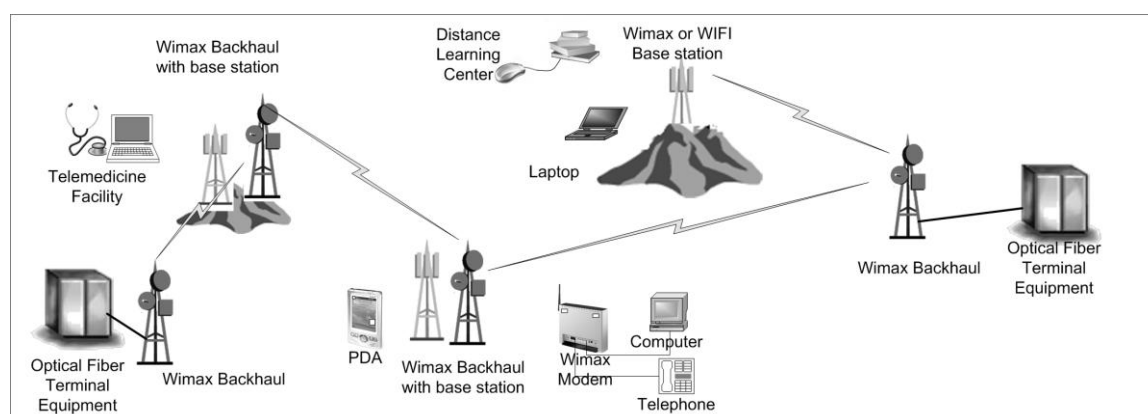 Wimax Backhaul
with base station
Distance
Learning
Center
Wimax or WIFI
Base station
Telemedicine
Facility
Laptop
Wimax Backhaul
Optical Fiber
Terminal
Equipment
Optical Fiber
Terminal
Equipment
Wimax Backhaul
PDA
Wimax Backhaul
with base station
Wimax
Modem
Computer
Telephone